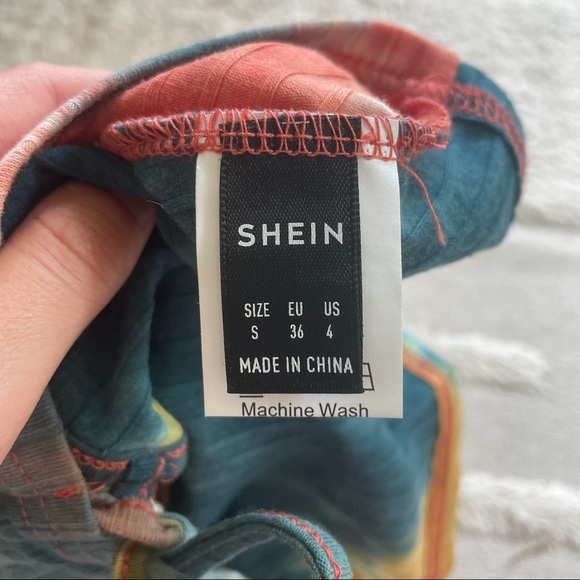 SHEIN
SIZE EU US
S 36 4
MADE IN CHINA
Machine Wash